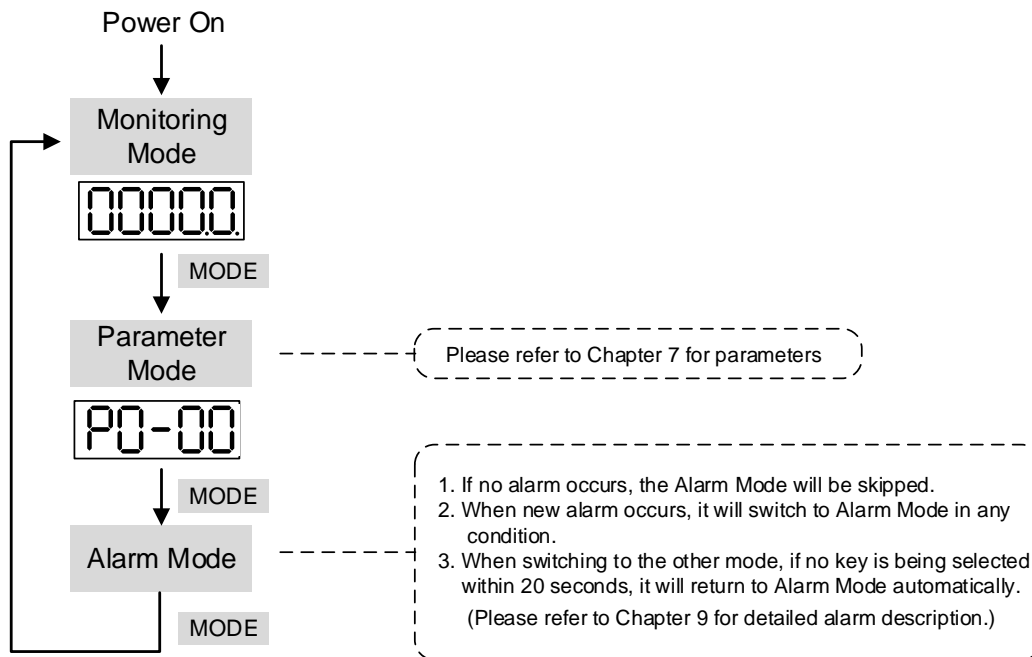 Power On
Monitoring
Mode
0000.0.
MODE
Parameter
Mode
Please refer to Chapter 7 for parameters
P0-00
MODE
1. If no alarm occurs, the Alarm Mode will be skipped.
2. When new alarm occurs, it will switch to Alarm Mode in any
condition.
Alarm Mode
3. When switching to the other mode, if no key is being selected
within 20 seconds, it will return to Alarm Mode automatically.
(Please refer to Chapter 9 for detailed alarm description.)
MODE